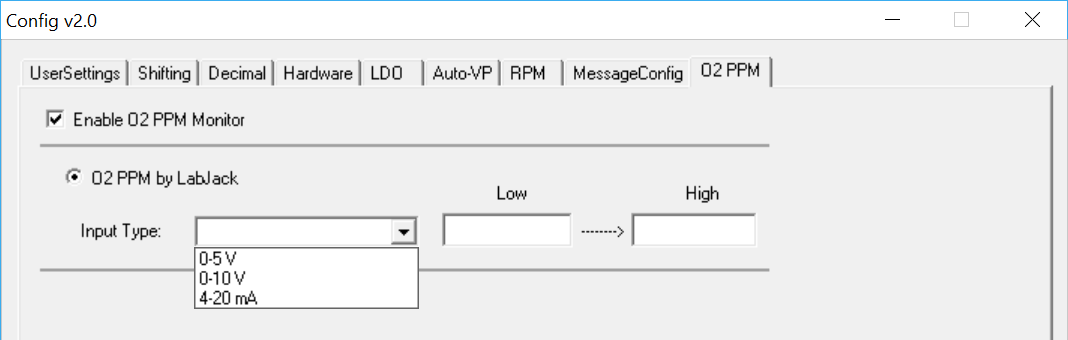 Config v2.0
UserSettings Shifting Decimal Hardware LDO Auto-VP RPM MessageConfig O2 PPM
Enable O2 PPM Monitor
O2 PPM by LabJack
Low High
Input Type: -------->
0-5 V
0-10 V
4-20 mA